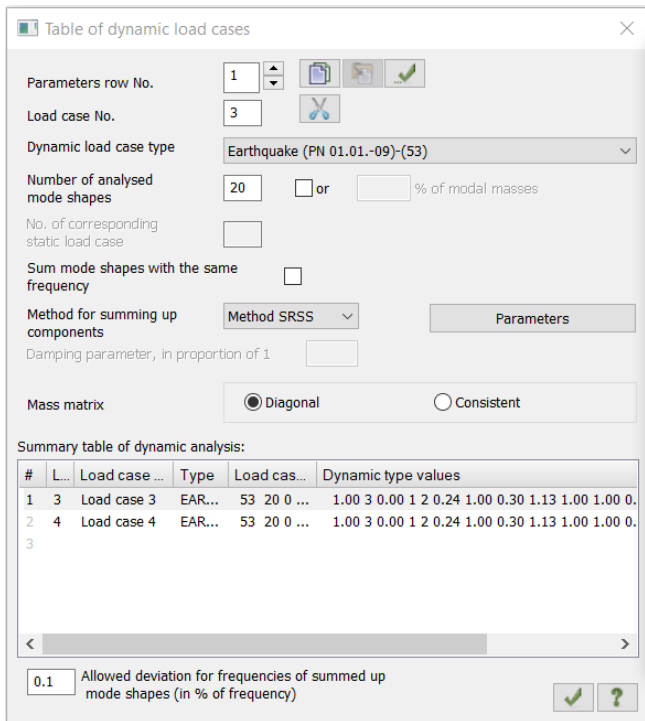 Table of dynamic load cases
Parameters row No.
1
Load case No.
3
Dynamic load case type
Earthquake (PN 01.01.-09)-(53)
Number of analysed
mode shapes
20
or
% of modal masses
No. of corresponding
static load case
Sum mode shapes with the same
frequency
Method for summing up
components
Method SRSS
Parameters
Damping parameter, in proportion of 1
Mass matrix
Diagonal
Consistent
Summary table of dynamic analysis:
# L... Load case ... Type Load cas... Dynamic type values
1 3 Load case 3 EAR... 53 20 0 ... 1.00 3 0.00 1 2 0.24 1.00 0.30 1.13 1.00 1.00 0.
2 4 Load case 4 EAR... 53 20 0 ... 1.00 3 0.00 1 2 0.24 1.00 0.30 1.13 1.00 1.00 0.
3
0.1
Allowed deviation for frequencies of summed up
mode shapes (in % of frequency)
?